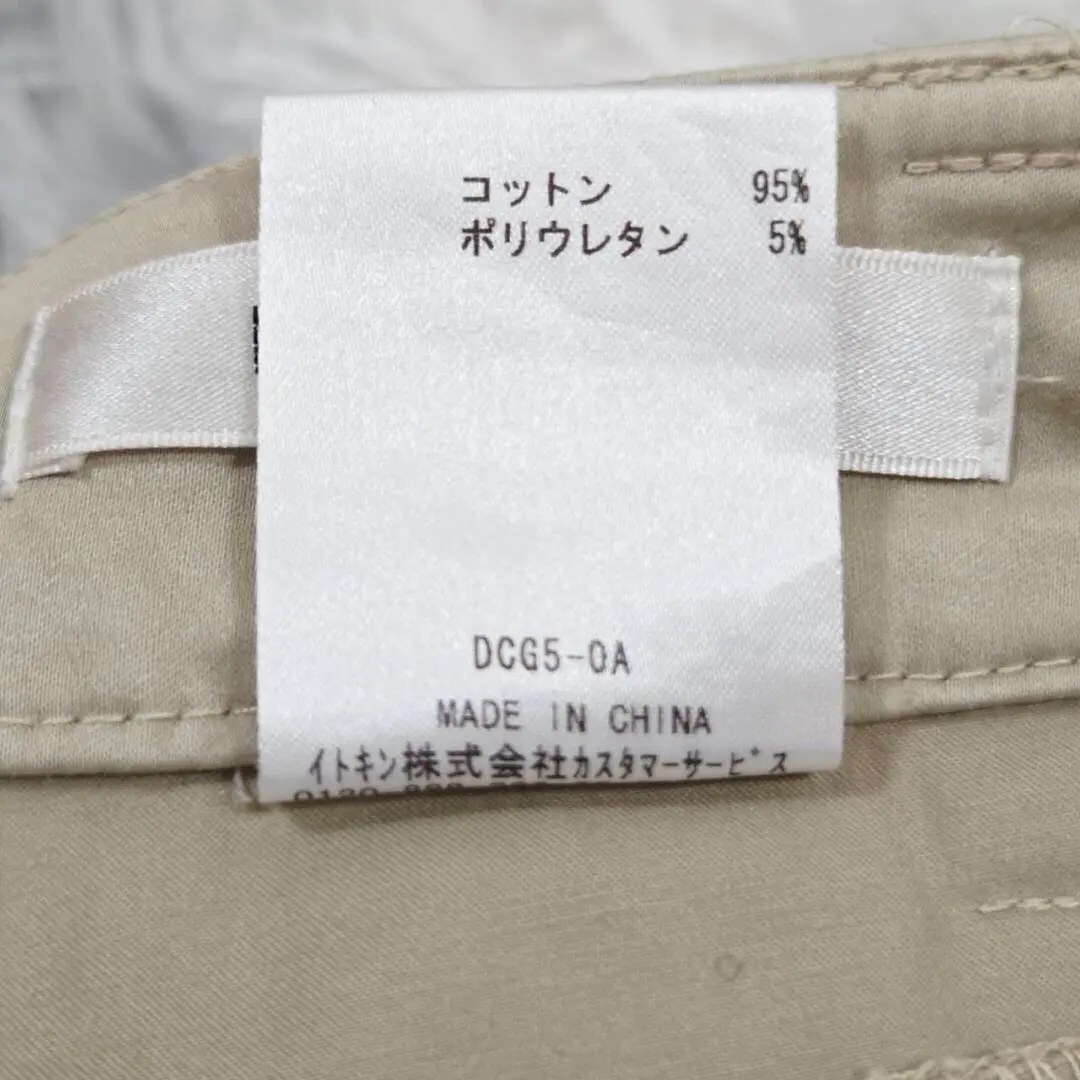 コットン 95%
ポリウレタン 5%
DCG5-0A
MADE IN CHINA
イトキン株式会社カスタマーサービス